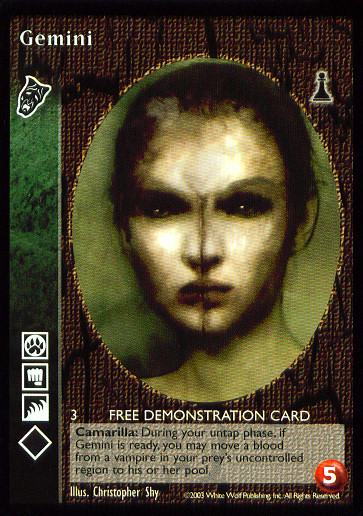 Gemini
3 FREE DEMONSTRATION CARD
Camarilla: During your untap phase, if
Gemini is ready, you may move a blood
from a vampire in your prey's uncontrolled
region to his or her pool.
5
Illus. Christopher Shy
©2003 White Wolf Publishing, Inc. All Rights Reserved.